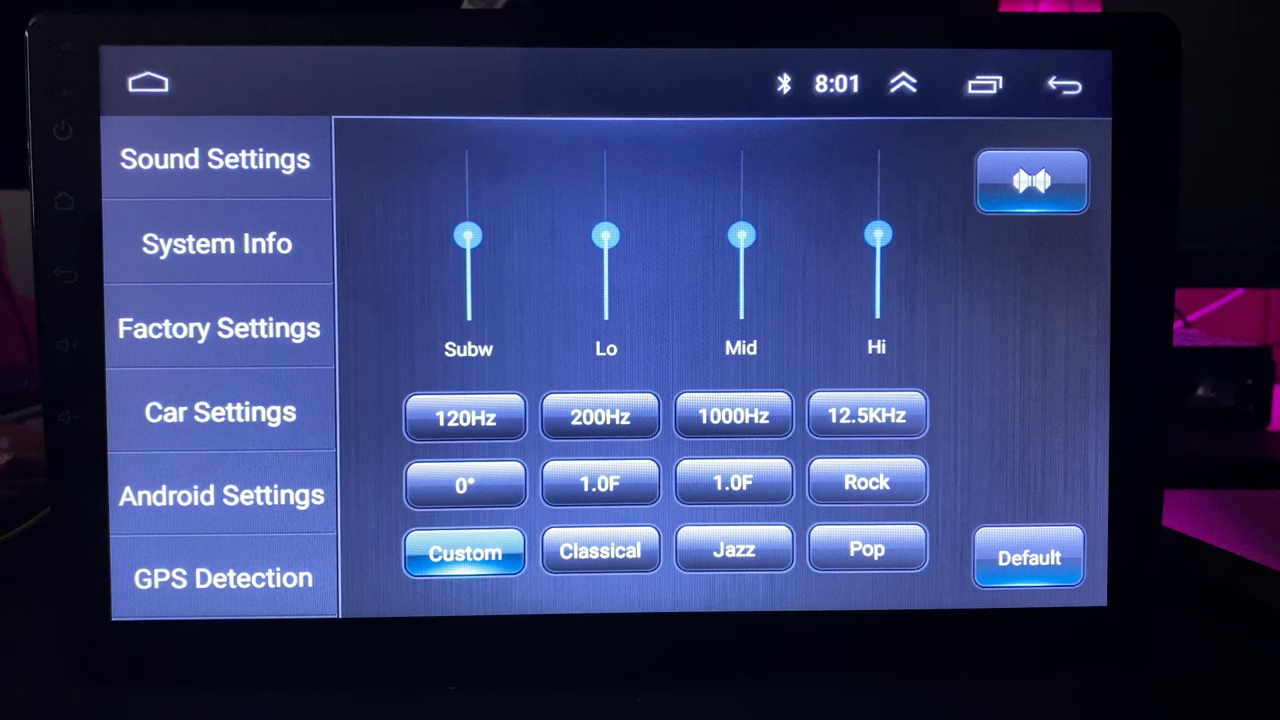 8:01
Sound Settings
System Info
Factory Settings
Car Settings
Android Settings
GPS Detection
Subw Lo Mid Hi
120Hz 200Hz 1000Hz 12.5KHz
0° 1.0F 1.0F Rock
Custom Classical Jazz Pop
Default